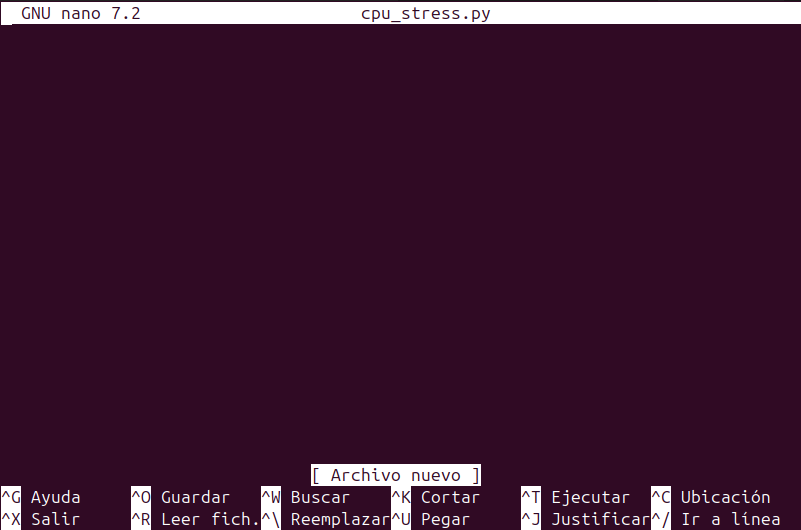 GNU nano 7.2 cpu_stress.py
[ Archivo nuevo ]
^G Ayuda ^O Guardar ^W Buscar ^K Cortar ^T Ejecutar ^C Ubicación
^X Salir ^R Leer fich. ^\ Reemplazar ^U Pegar ^J Justificar ^/ Ir a línea